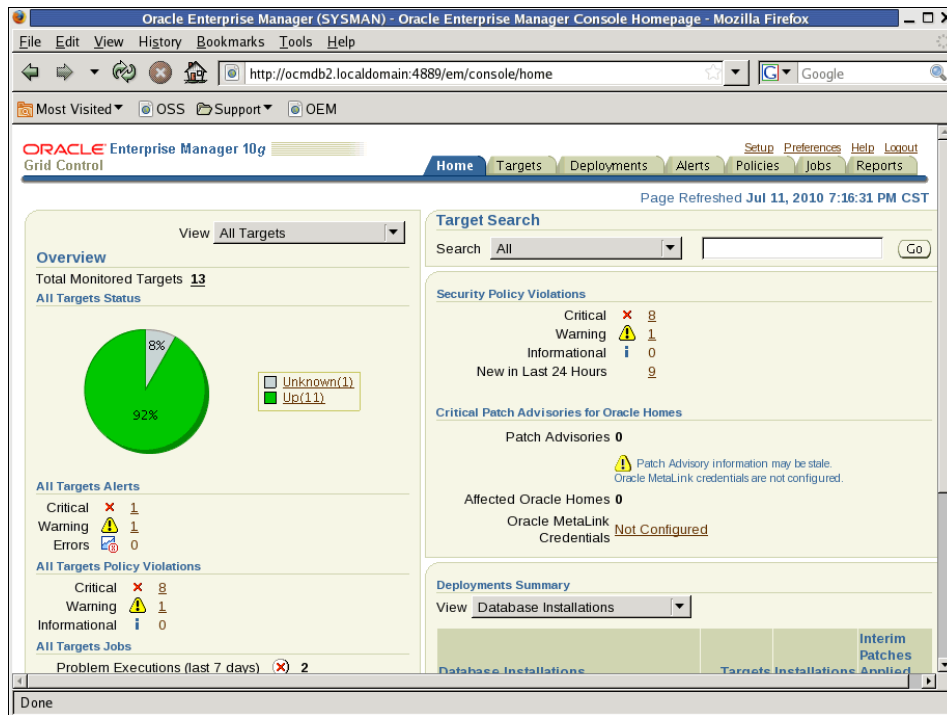 Oracle Enterprise Manager (SYSMAN) - Oracle Enterprise Manager Console Homepage - Mozilla Firefox
File Edit View History Bookmarks Tools Help
http://ocmdb2.localdomain:4889/em/console/home
G Google
Most Visited OSS Support OEM
ORACLE Enterprise Manager 10g
Grid Control
Setup Preferences Help Logout
Home Targets Deployments Alerts Policies Jobs Reports
Page Refreshed Jul 11, 2010 7:16:31 PM CST
View All Targets
Overview
Total Monitored Targets 13
All Targets Status
8%
92%
Unknown(1)
Up(11)
All Targets Alerts
Critical 1
Warning 1
Errors 0
All Targets Policy Violations
Critical 8
Warning 1
Informational 0
All Targets Jobs
Problem Executions (last 7 days) 2
Target Search
Search All Go
Security Policy Violations
Critical 8
Warning 1
Informational 0
New in Last 24 Hours 9
Critical Patch Advisories for Oracle Homes
Patch Advisories 0
Patch Advisory information may be stale.
Oracle MetaLink credentials are not configured.
Affected Oracle Homes 0
Oracle MetaLink
Credentials Not Configured
Deployments Summary
View Database Installations
Interim
Patches
Database Installations Targets Installations Applied
Done